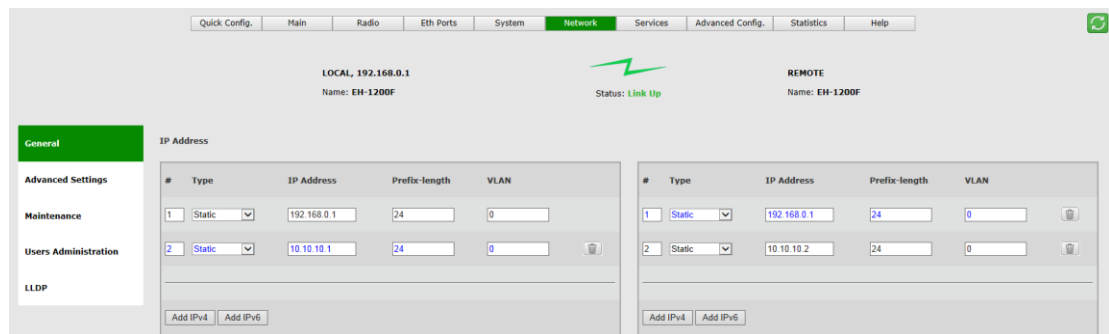 Quick Config. Main Radio Eth Ports System Network Services Advanced Config. Statistics Help
LOCAL, 192.168.0.1 REMOTE
Name: EH-1200F Status: Link Up Name: EH-1200F
General
Advanced Settings
Maintenance
Users Administration
LLDP
IP Address
# Type IP Address Prefix-length VLAN
1 Static 192.168.0.1 24 0
2 Static 10.10.10.1 24 0
Add IPv4 Add IPv6
# Type IP Address Prefix-length VLAN
1 Static 192.168.0.1 24 0
2 Static 10.10.10.2 24 0
Add IPv4 Add IPv6